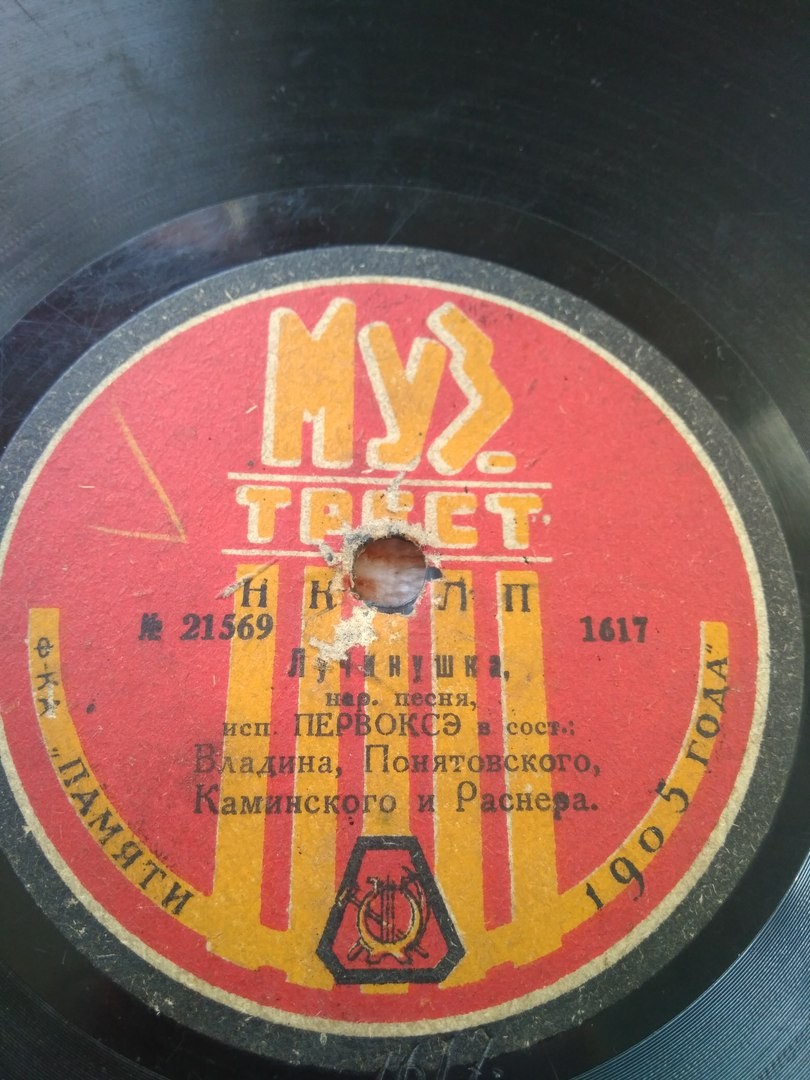 Муз.
трест
Н К Л П
№ 21569 1617
Лучинушка,
нар. песня,
исп. ПЕРВОКСЭ в сост.:
Владина, Понятовского,
Каминского и Раснера.
Ф-КА „ПАМЯТИ 1905 ГОДА"
1617.